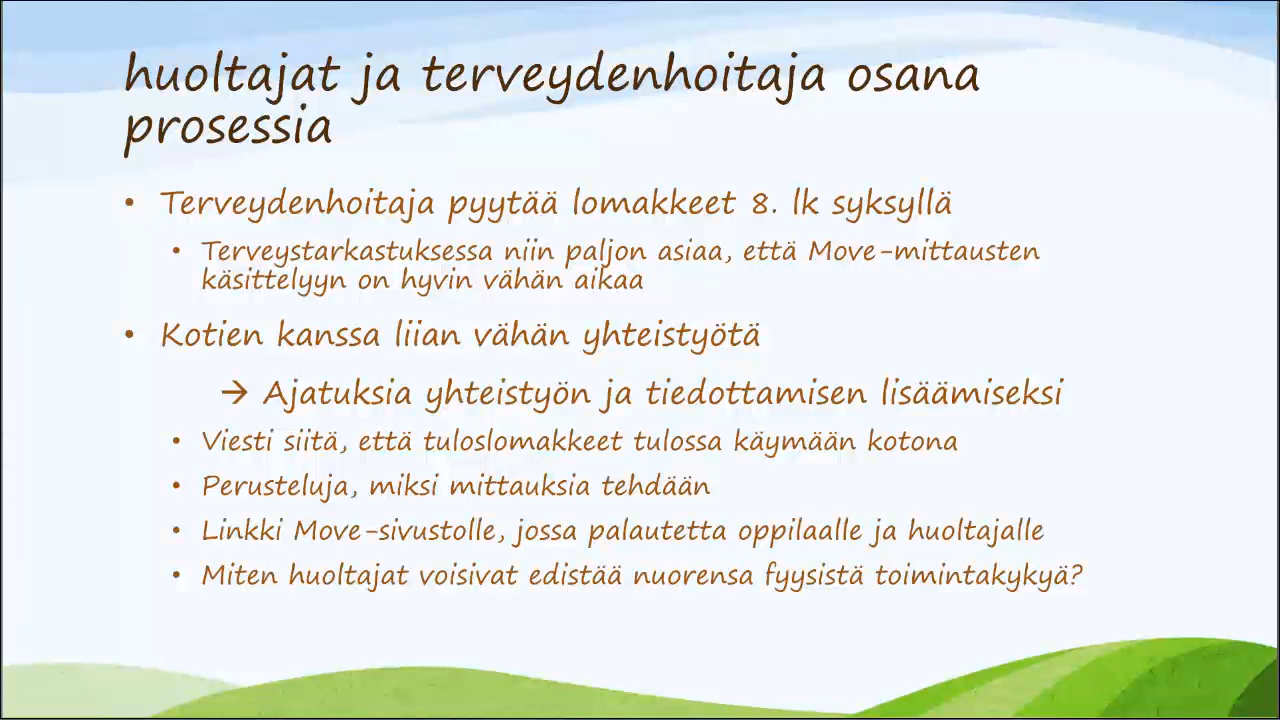 huoltajat ja terveydenhoitaja osana
prosessia
• Terveydenhoitaja pyytää lomakkeet 8. lk syksyllä
• Terveystarkastuksessa niin paljon asiaa, että Move-mittausten
käsittelyyn on hyvin vähän aikaa
• Kotien kanssa liian vähän yhteistyötä
→ Ajatuksia yhteistyön ja tiedottamisen lisäämiseksi
• Viesti siitä, että tuloslomakkeet tulossa käymään kotona
• Perusteluja, miksi mittauksia tehdään
• Linkki Move-sivustolle, jossa palautetta oppilaalle ja huoltajalle
• Miten huoltajat voisivat edistää nuorensa fyysistä toimintakykyä?